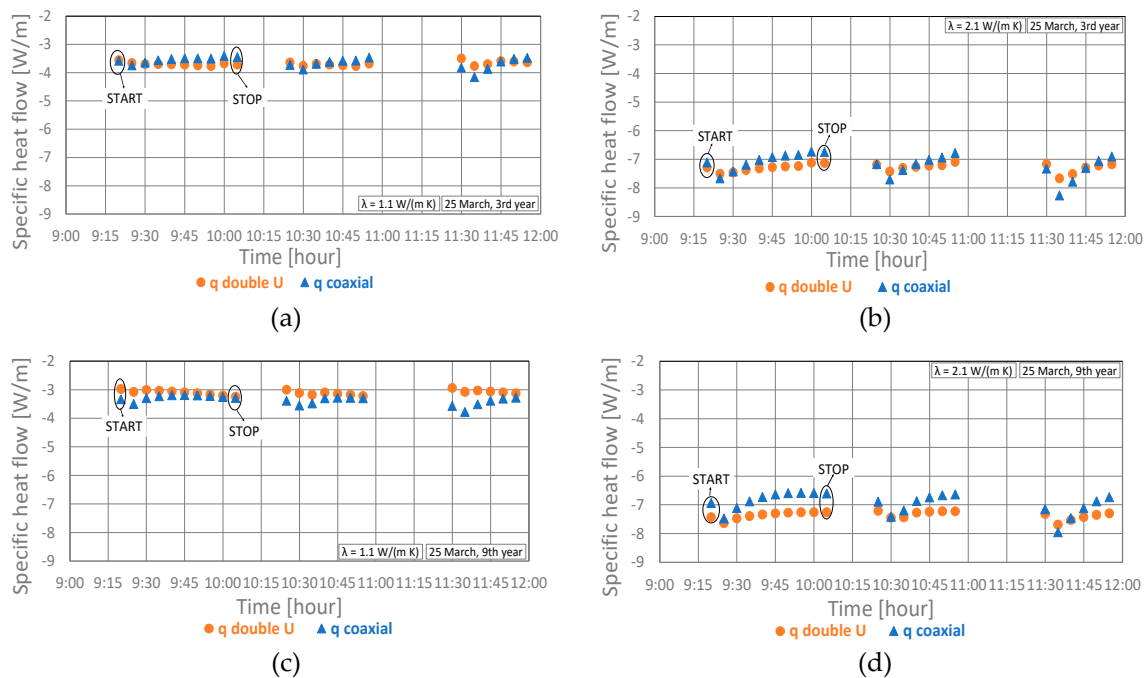 Specific heat flow [W/m]
-2
-3
-4
-5
-6
-7
-8
-9
START
STOP
λ = 1.1 W/(m K) 25 March, 3rd year
9:00 9:15 9:30 9:45 10:00 10:15 10:30 10:45 11:00 11:15 11:30 11:45 12:00
Time [hour]
q double U q coaxial
(a)
Specific heat flow [W/m]
-2
-3
-4
-5
-6
-7
-8
-9
λ = 2.1 W/(m K) 25 March, 3rd year
START
STOP
9:00 9:15 9:30 9:45 10:00 10:15 10:30 10:45 11:00 11:15 11:30 11:45 12:00
Time [hour]
q double U q coaxial
(b)
Specific heat flow [W/m]
-2
-3
-4
-5
-6
-7
-8
-9
START
STOP
λ = 1.1 W/(m K) 25 March, 9th year
9:00 9:15 9:30 9:45 10:00 10:15 10:30 10:45 11:00 11:15 11:30 11:45 12:00
Time [hour]
q double U q coaxial
(c)
Specific heat flow [W/m]
-2
-3
-4
-5
-6
-7
-8
-9
λ = 2.1 W/(m K) 25 March, 9th year
START
STOP
9:00 9:15 9:30 9:45 10:00 10:15 10:30 10:45 11:00 11:15 11:30 11:45 12:00
Time [hour]
q double U q coaxial
(d)